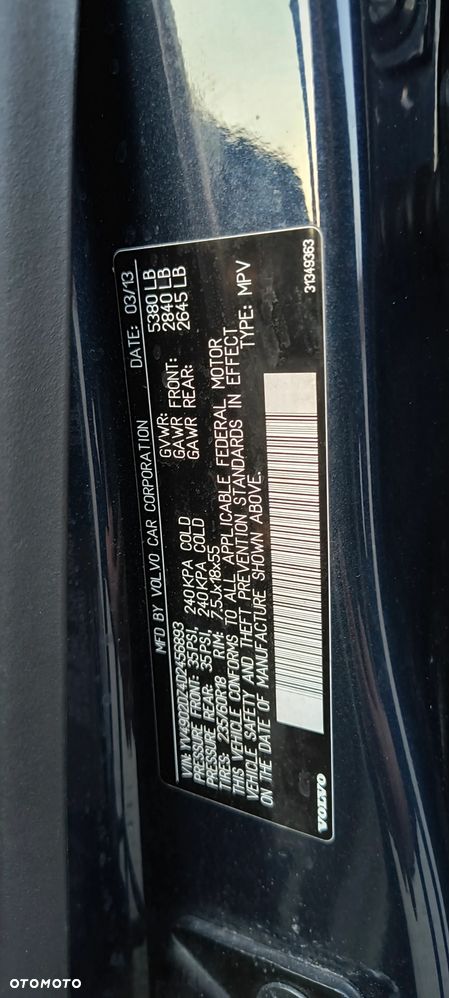 MFD BY VOLVO CAR CORPORATION DATE: 03/13
GVWR: 5380 LB
GAWR FRONT: 2840 LB
GAWR REAR: 2645 LB
PRESSURE FRONT: 35PSI, 240KPA COLD
PRESSURE REAR: 35PSI, 240KPA COLD
TIRES: 235/60R18 RIM: 7,5Jx18x55
THIS VEHICLE CONFORMS TO ALL APPLICABLE FEDERAL MOTOR
VEHICLE SAFETY AND THEFT PREVENTION STANDARDS IN EFFECT
ON THE DATE OF MANUFACTURE SHOWN ABOVE. TYPE: MPV
VOLVO
31349363
OTOMOTO